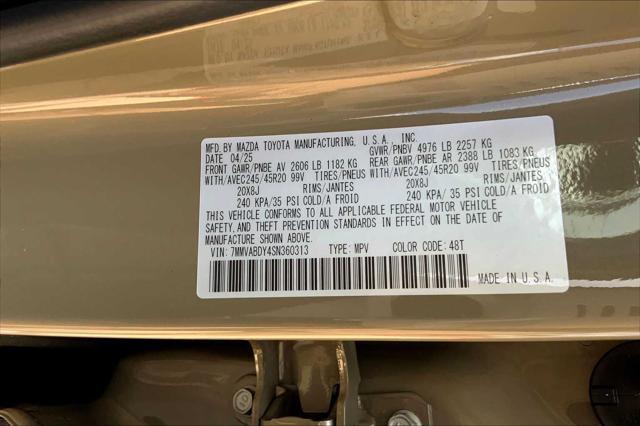 MFD. BY MAZDA TOYOTA MANUFACTURING, U.S.A., INC.
DATE 04/25 GVWR/PNBV 4976 LB 2257 KG
FRONT GAWR/PNBE AV 2606 LB 1182 KG REAR GAWR/PNBE AR 2388 LB 1083 KG
WITH/AVEC245/45R20 99V TIRES/PNEUS WITH/AVEC245/45R20 99V TIRES/PNEUS
20X8J RIMS/JANTES 20X8J RIMS/JANTES
240 KPA/35 PSI COLD/A FROID 240 KPA/35 PSI COLD/A FROID
THIS VEHICLE CONFORMS TO ALL APPLICABLE FEDERAL MOTOR VEHICLE
SAFETY AND THEFT PREVENTION STANDARDS IN EFFECT ON THE DATE OF
MANUFACTURE SHOWN ABOVE.
VIN: 7MMVABDY4SN360313 TYPE: MPV COLOR CODE: 48T
MADE IN U.S.A.